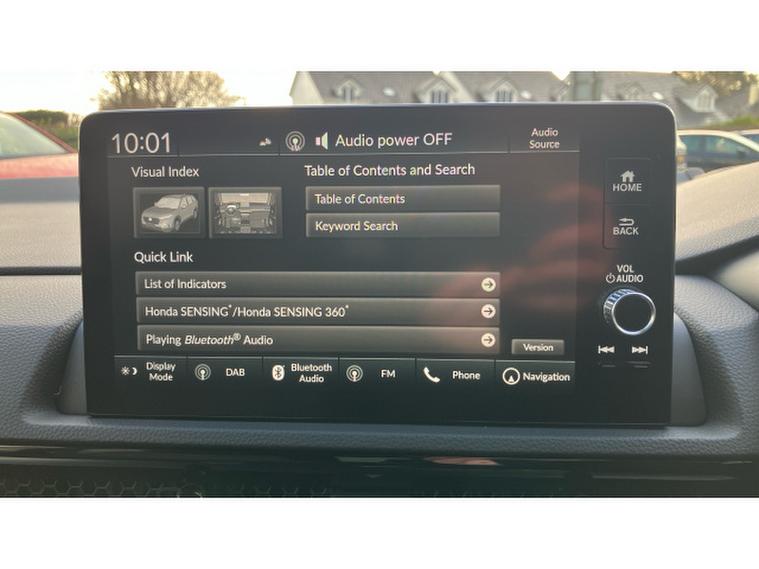 10:01
Audio power OFF
Audio
Source
Visual Index
Table of Contents and Search
Table of Contents
Keyword Search
HOME
BACK
Quick Link
List of Indicators
Honda SENSING*/Honda SENSING 360*
Playing Bluetooth® Audio
Version
VOL
AUDIO
Display
Mode
DAB
Bluetooth
Audio
FM
Phone
Navigation